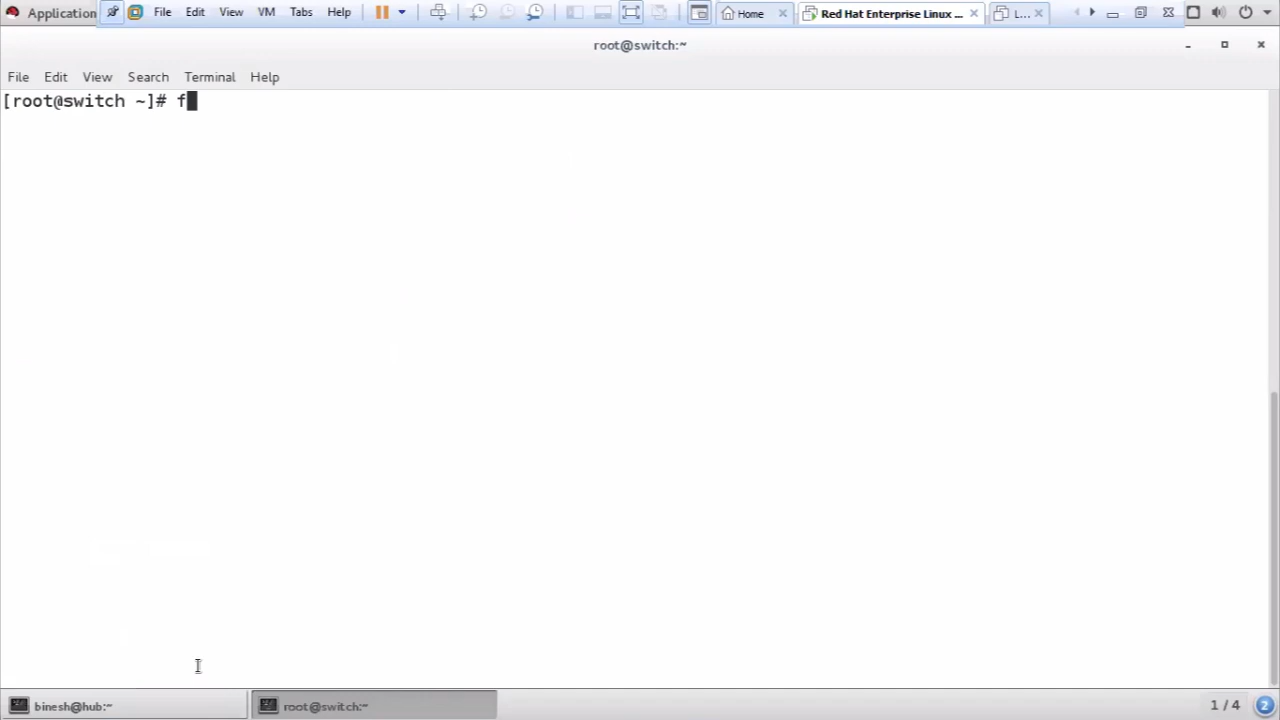 Application File Edit View VM Tabs Help Home Red Hat Enterprise Linux ... L...
root@switch:~
File Edit View Search Terminal Help
[root@switch ~]# f
binesh@hub:~ root@switch:~ 1 / 4 2